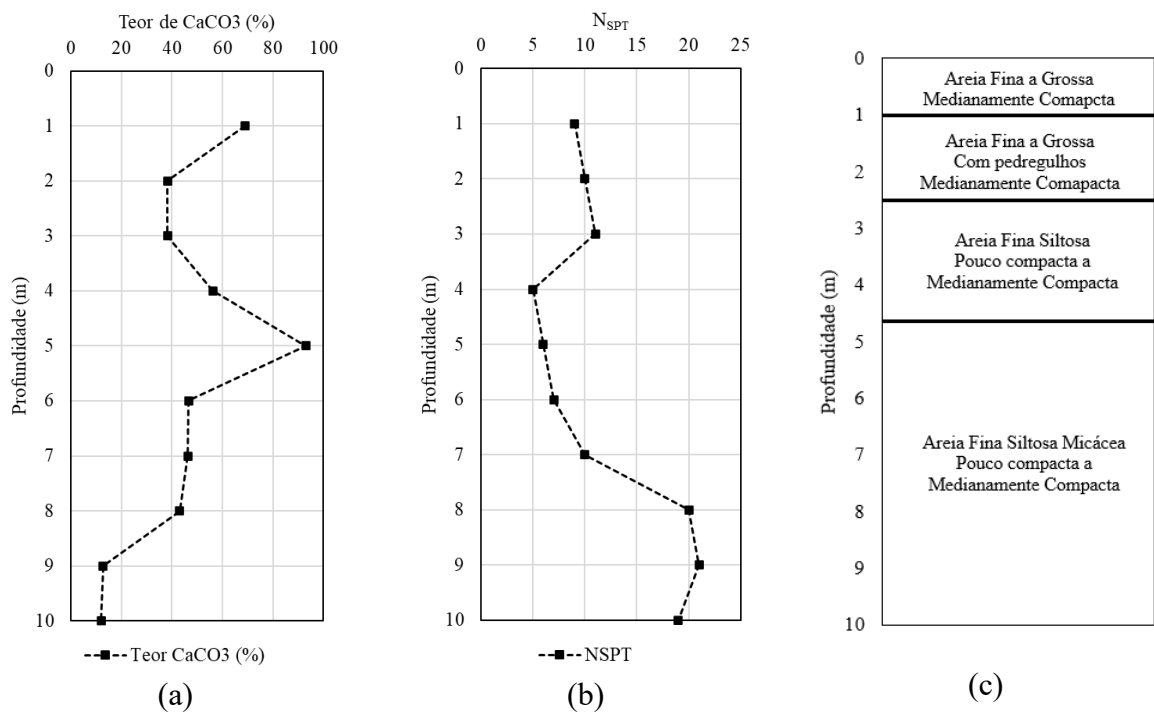 Teor de CaCO3 (%)
0 20 40 60 80 100
0
1
2
3
4
5
6
7
8
9
10
Profundidade (m)
Teor CaCO3 (%)
(a)
N_SPT
0 5 10 15 20 25
0
1
2
3
4
5
6
7
8
9
10
Profundidade (m)
NSPT
(b)
0
1
2
3
4
5
6
7
8
9
10
Profundidade (m)
Areia Fina a Grossa
Medianamente Comapcta
Areia Fina a Grossa
Com pedregulhos
Medianamente Comapacta
Areia Fina Siltosa
Pouco compacta a
Medianamente Compacta
Areia Fina Siltosa Micácea
Pouco compacta a
Medianamente Compacta
(c)